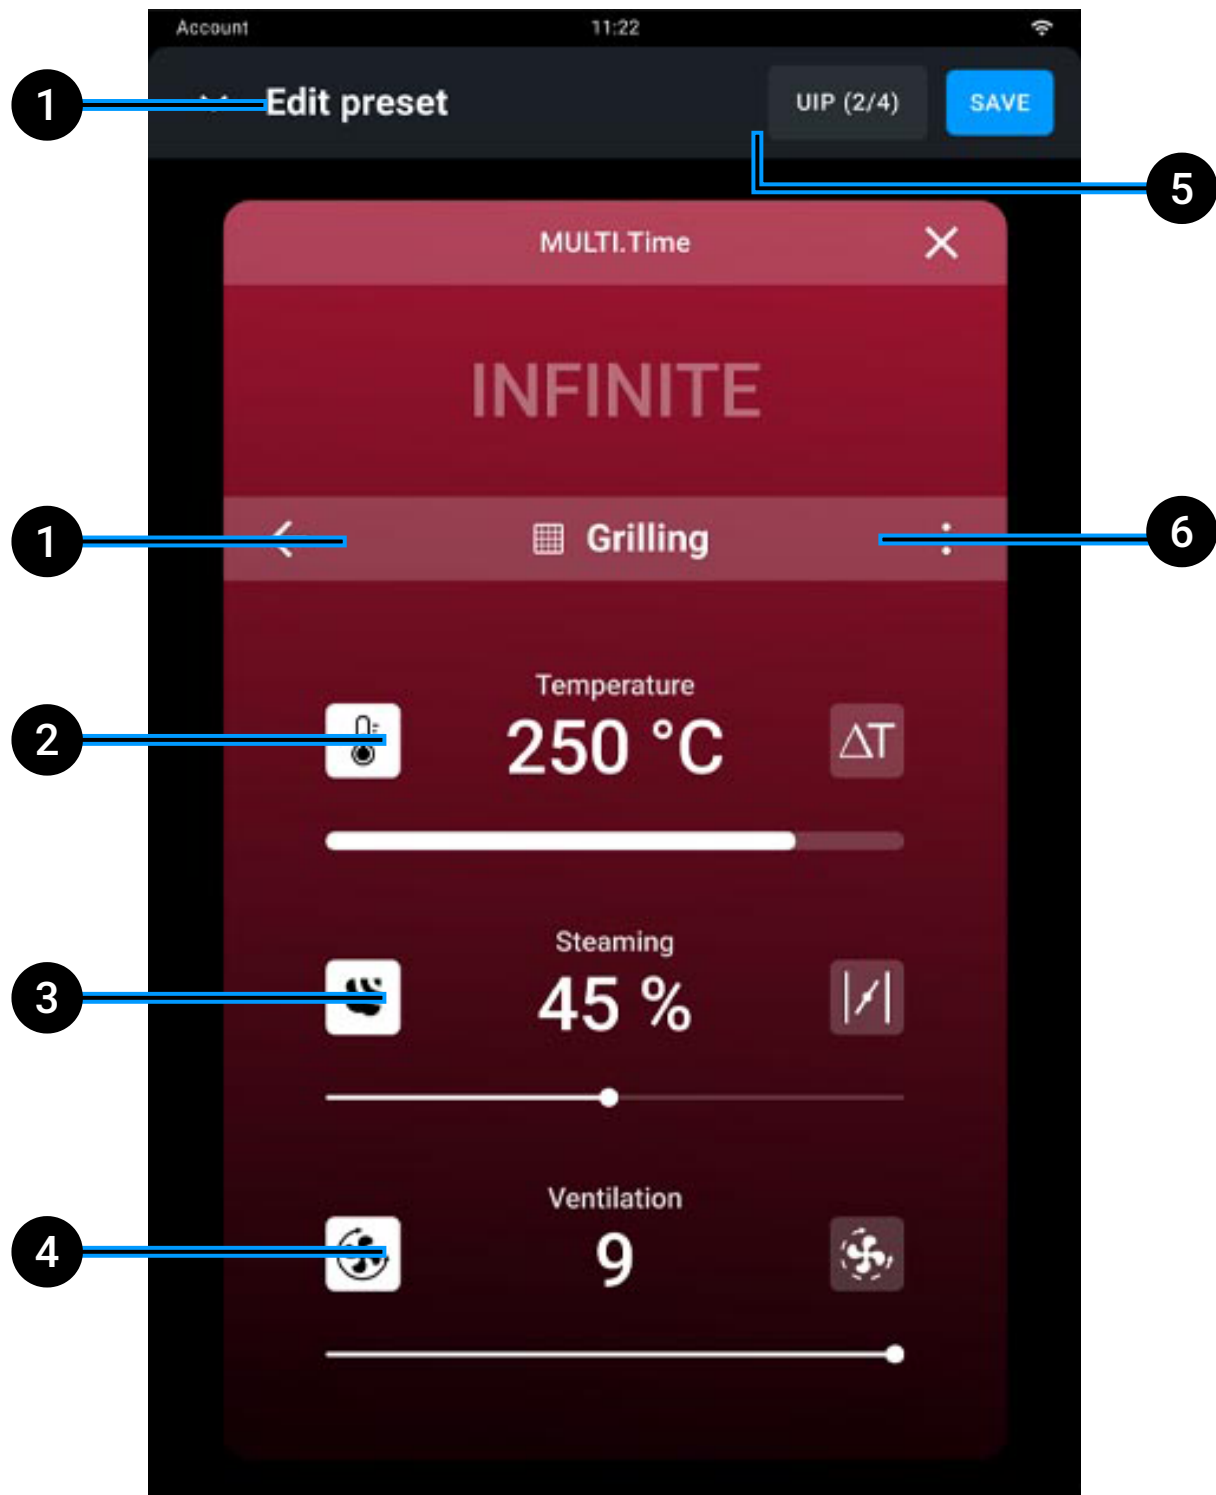 Account 11:22
1 Edit preset UIP (2/4) SAVE
5
MULTI.Time
INFINITE
1 Grilling 6
Temperature
2 250 °C ΔT
Steaming
3 45 %
Ventilation
4 9